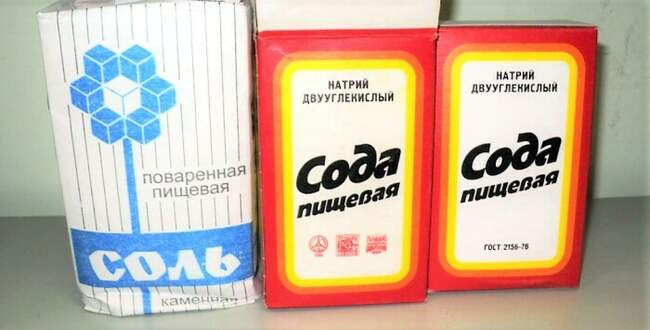 поваренная
пищевая
СОЛЬ
каменная
НАТРИЙ
ДВУУГЛЕКИСЛЫЙ
Сода
пищевая
НАТРИЙ
ДВУУГЛЕКИСЛЫЙ
Сода
пищевая
ГОСТ 2156-76